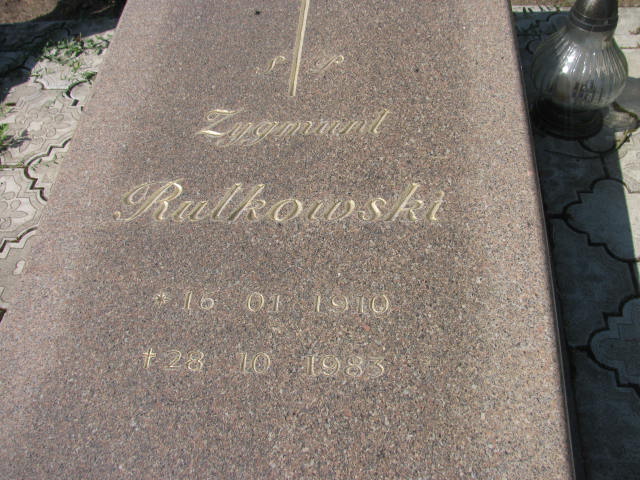 S P
Zygmunt
Rutkowski
* 16 01 1910
† 28 10 1983